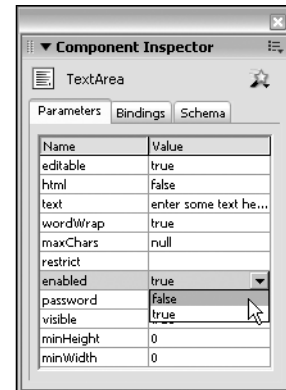 Component Inspector
TextArea
Parameters Bindings Schema
Name Value
editable true
html false
text enter some text he...
wordWrap true
maxChars null
restrict
enabled true
password false
visible true
minHeight 0
minWidth 0